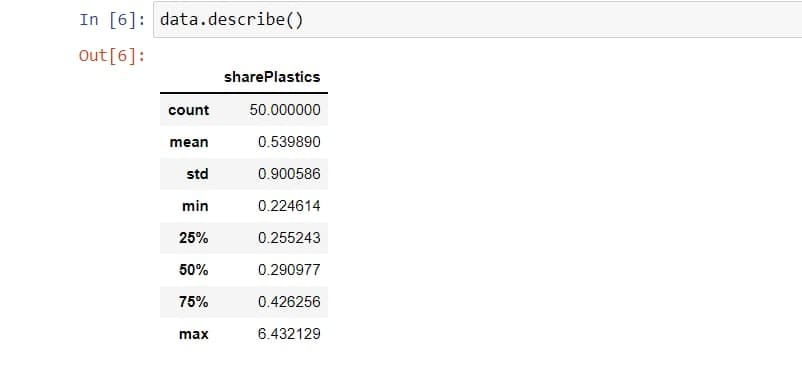 In [6]: data.describe()
Out[6]:
sharePlastics
count 50.000000
mean 0.539890
std 0.900586
min 0.224614
25% 0.255243
50% 0.290977
75% 0.426256
max 6.432129